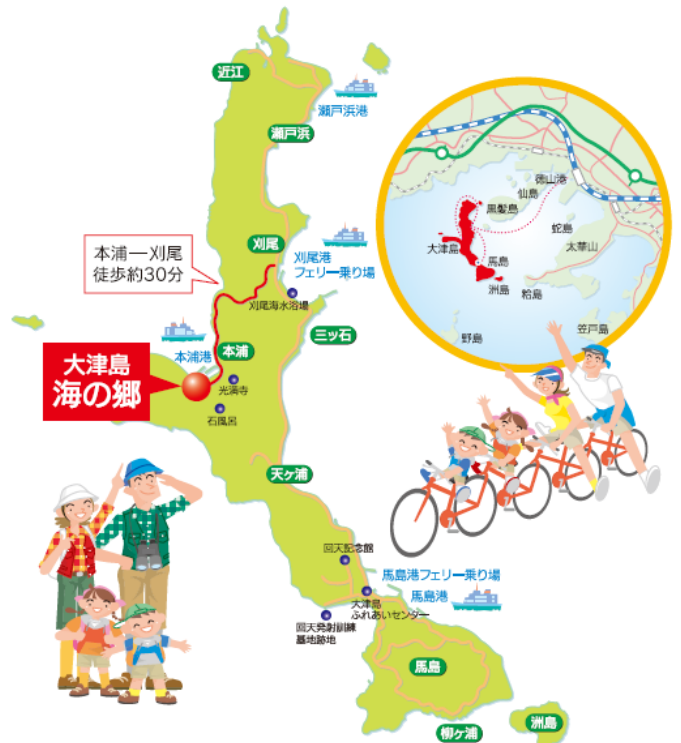 近江
瀬戸浜港
瀬戸浜
刈尾
刈尾港
フェリー乗り場
本浦―刈尾
徒歩約30分
刈尾海水浴場
三ッ石
本浦港
本浦
大津島
海の郷
光満寺
石風呂
天ヶ浦
回天記念館
馬島港フェリー乗り場
馬島港
大津島
ふれあいセンター
回天発射訓練
基地跡地
馬島
柳ヶ浦
洲島
徳山港
仙島
黒髪島
蛇島
大津島
太華山
馬島
洲島
粭島
野島
笠戸島